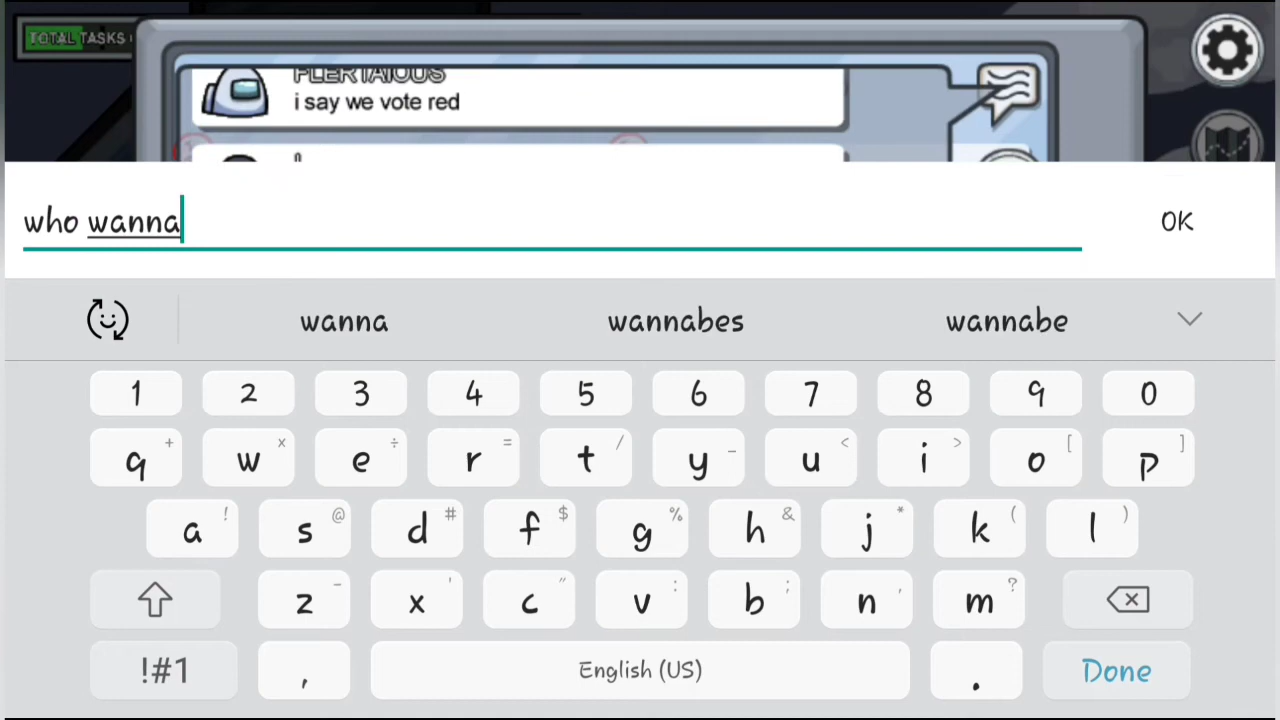 TOTAL TASKS
FLERTATOUS
i say we vote red
who wanna
OK
wanna wannabes wannabe
1 2 3 4 5 6 7 8 9 0
q + w x e ÷ r = t / y _ u < i > o [ p ]
a ! s @ d # f $ g % h & j * k ( l )
z - x ' c " v : b ; n , m ?
!#1 , English (US) . Done